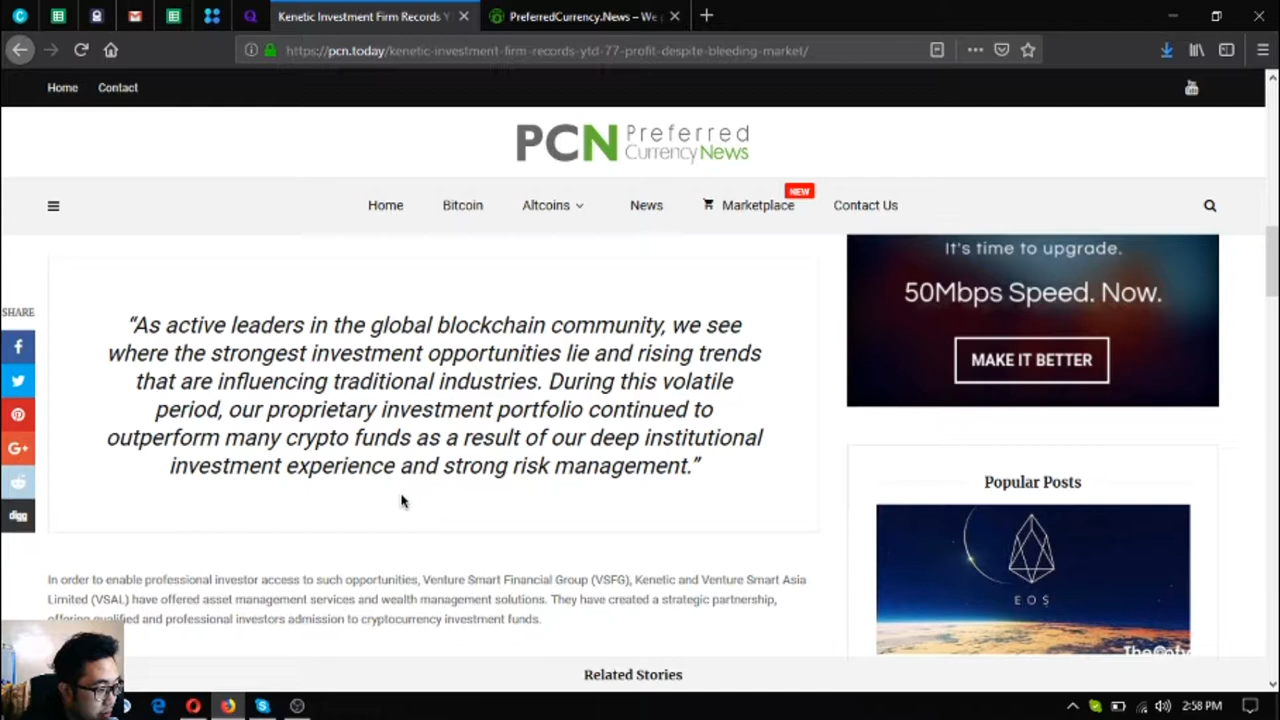 Kenetic Investment Firm Records Y
PreferredCurrency.News – We
https://pcn.today/kenetic-investment-firm-records-ytd-77-profit-despite-bleeding-market/
Home Contact
PCN Preferred
CurrencyNews
NEW
Home Bitcoin Altcoins News Marketplace Contact Us
It's time to upgrade.
50Mbps Speed. Now.
MAKE IT BETTER
SHARE
“As active leaders in the global blockchain community, we see
where the strongest investment opportunities lie and rising trends
that are influencing traditional industries. During this volatile
period, our proprietary investment portfolio continued to
outperform many crypto funds as a result of our deep institutional
investment experience and strong risk management.”
digg
Popular Posts
EOS
In order to enable professional investor access to such opportunities, Venture Smart Financial Group (VSFG), Kenetic and Venture Smart Asia
Limited (VSAL) have offered asset management services and wealth management solutions. They have created a strategic partnership,
offering qualified and professional investors admission to cryptocurrency investment funds.
Related Stories
2:58 PM